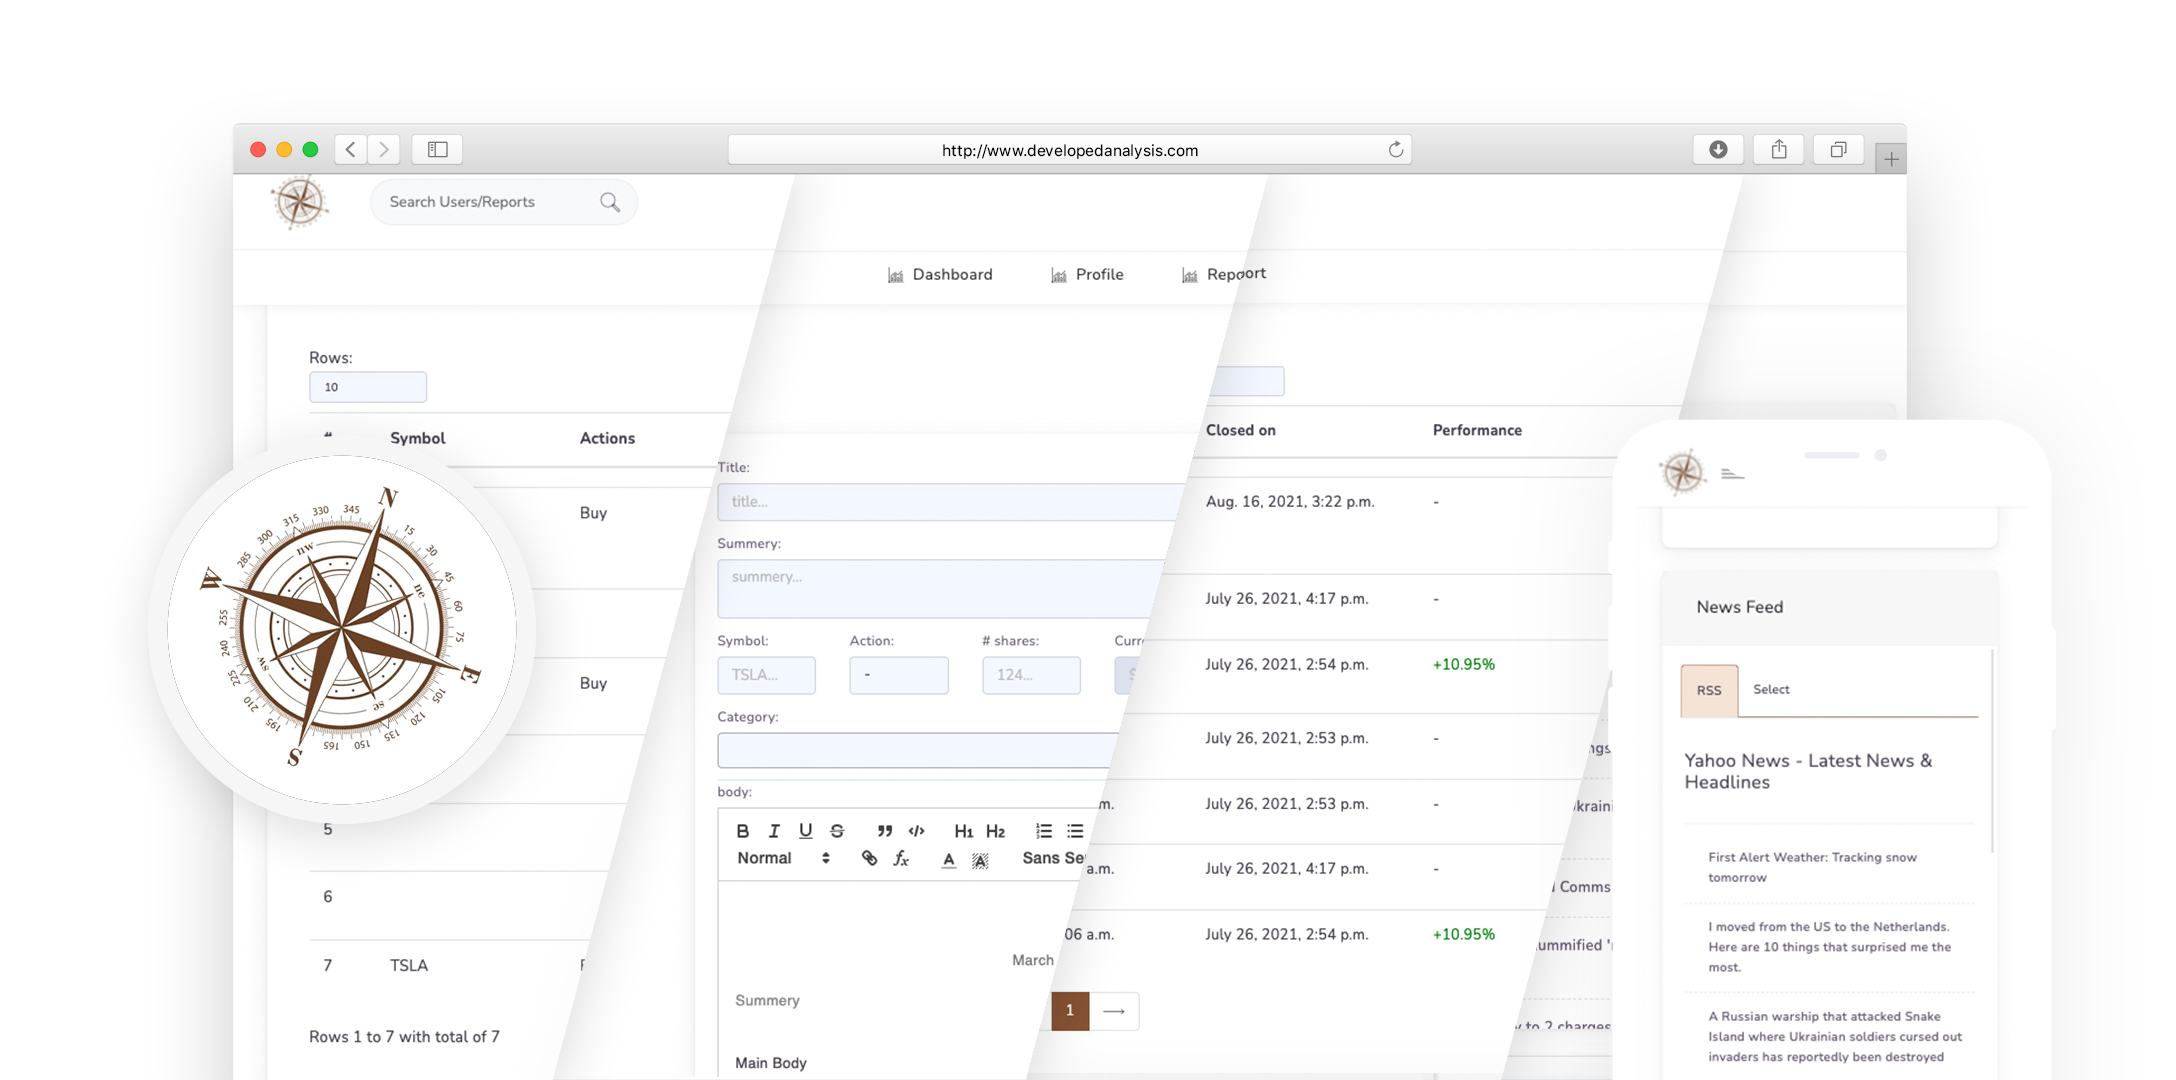 http://www.developedanalysis.com
Search Users/Reports
Dashboard
Profile
Report
Rows:
10
#
Symbol
Actions
Buy
Buy
5
6
7
TSLA
Rows 1 to 7 with total of 7
N
E
S
W
nw
ne
se
sw
15
30
45
60
75
105
120
135
150
165
195
210
225
240
255
285
300
315
330
345
Title:
title...
Summery:
summery...
Symbol:
Action:
# shares:
TSLA...
-
124...
Category:
body:
B I U S
H1 H2
Normal
A A
March
Summery
Main Body
Closed on
Performance
Aug. 16, 2021, 3:22 p.m.
-
July 26, 2021, 4:17 p.m.
-
July 26, 2021, 2:54 p.m.
+10.95%
July 26, 2021, 2:53 p.m.
-
m.
July 26, 2021, 2:53 p.m.
-
a.m.
July 26, 2021, 4:17 p.m.
-
06 a.m.
July 26, 2021, 2:54 p.m.
+10.95%
1
Comms
to 2 charges
News Feed
RSS
Select
Yahoo News - Latest News &
Headlines
First Alert Weather: Tracking snow
tomorrow
I moved from the US to the Netherlands.
Here are 10 things that surprised me the
most.
A Russian warship that attacked Snake
Island where Ukrainian soldiers cursed out
invaders has reportedly been destroyed